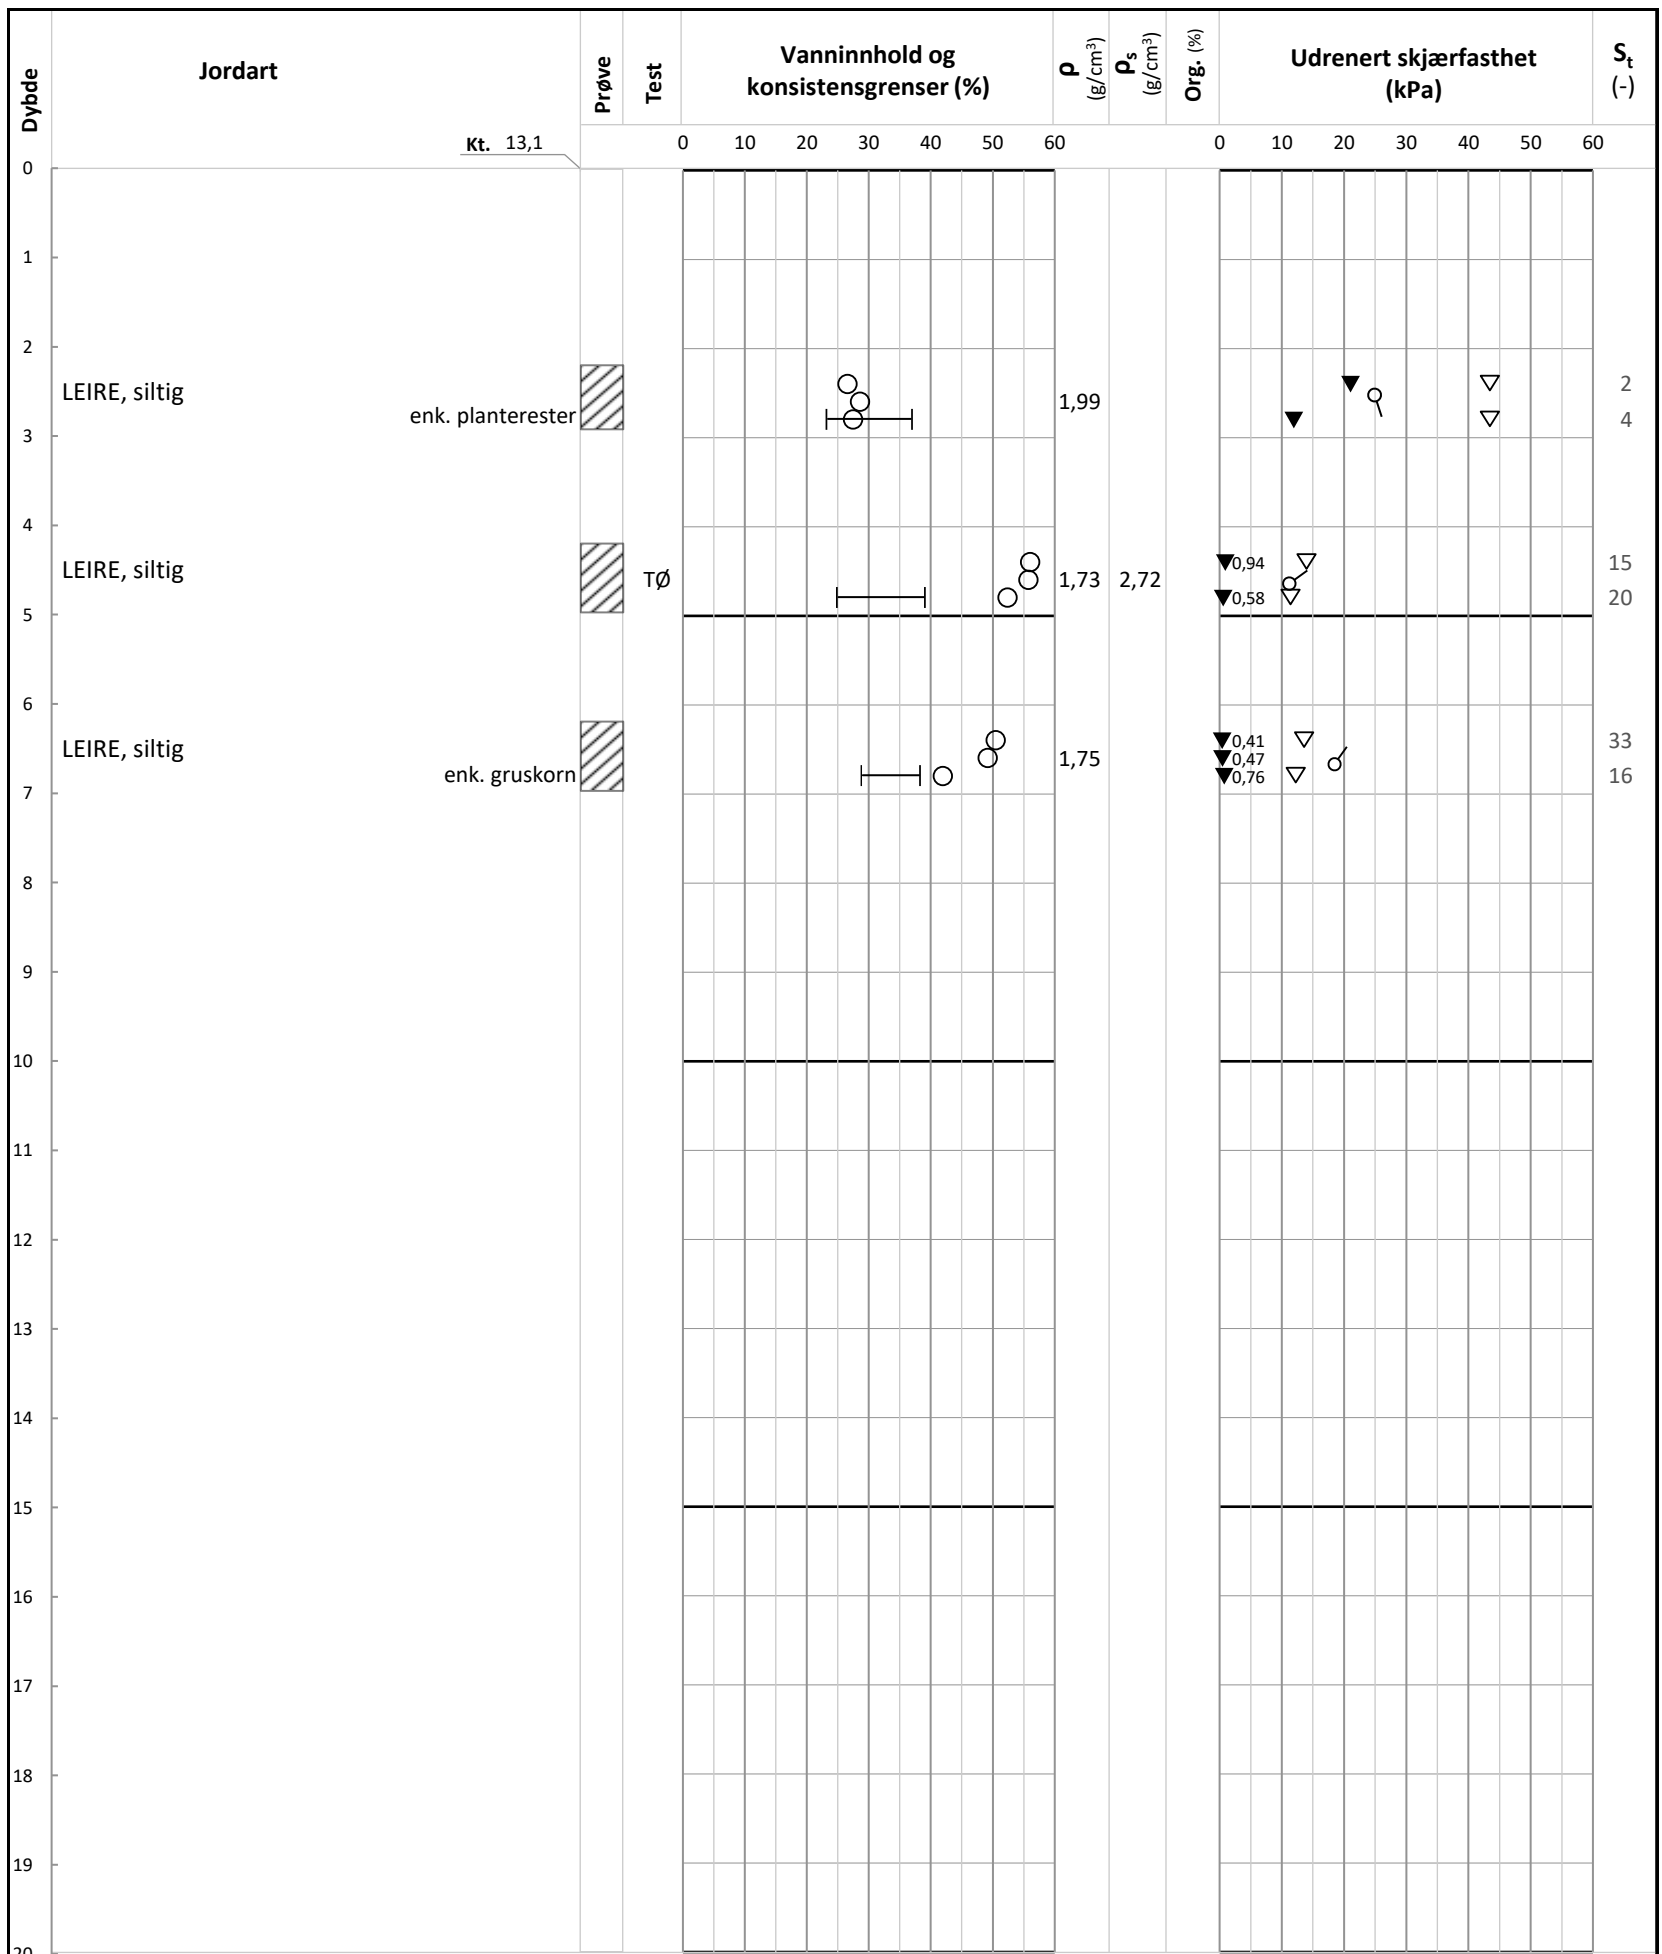 Dybde
Jordart
Prøve
Test
Vanninnhold og
konsistensgrenser (%)
ρ (g/cm³)
ρs (g/cm³)
Org. (%)
Udrenert skjærfasthet
(kPa)
St
(-)
Kt. 13,1
0 10 20 30 40 50 60
0 10 20 30 40 50 60
0
1
2
LEIRE, siltig
2
enk. planterester
1,99
4
3
4
LEIRE, siltig
TØ
1,73
2,72
0,94
15
0,58
20
5
6
LEIRE, siltig
0,41
33
0,47
enk. gruskorn
1,75
0,76
16
7
8
9
10
11
12
13
14
15
16
17
18
19
20